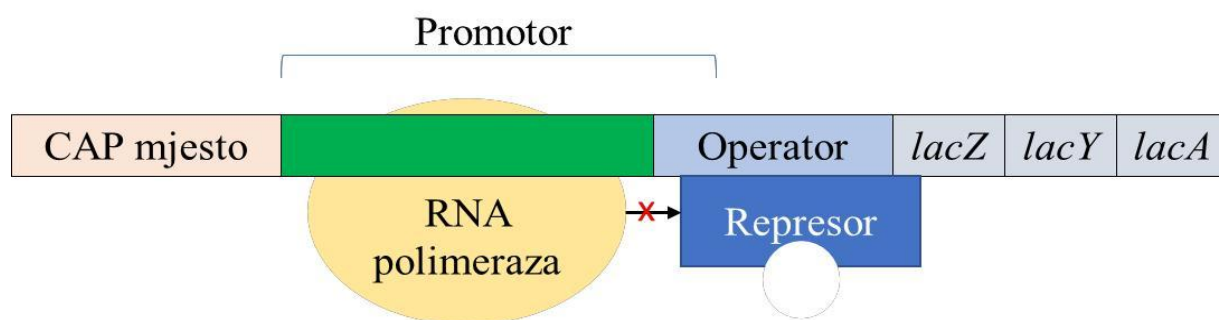 Promotor
CAP mjesto
Operator
lacZ
lacY
lacA
RNA
polimeraza
X
Represor